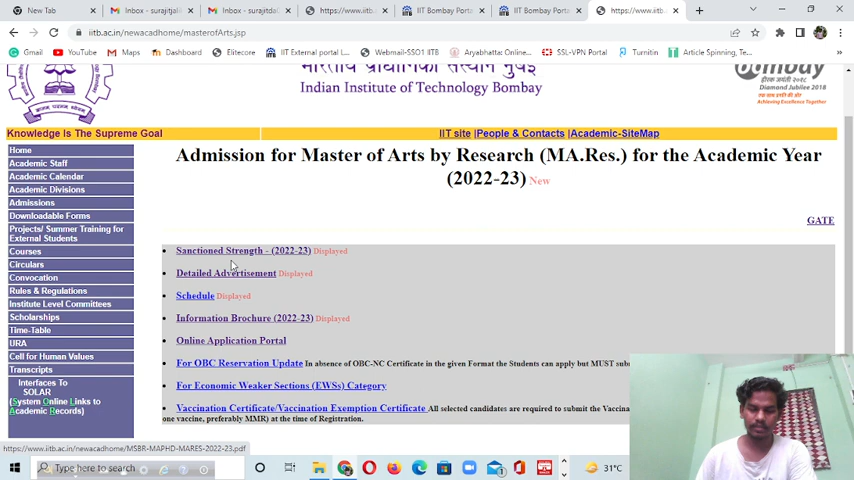 New Tab
Inbox - surajitjal
Inbox - surajitdal
https://www.iitb
IIT Bombay Portal
IIT Bombay Portal
https://www.iitb
iitb.ac.in/newacadhome/masterofArts.jsp
Gmail YouTube Maps Dashboard Elitecore IIT External portal l... Webmail-SSO1 IITB Aryabhatta: Online... SSL-VPN Portal Turnitin Article Spinning, Te...
भारतीय प्रौद्योगिकी संस्थान मुंबई
Indian Institute of Technology Bombay
Bombay
हीरक जयंती २०१८
Diamond Jubilee 2018
Achieving Excellence Together
Knowledge Is The Supreme Goal
IIT site |People & Contacts |Academic-SiteMap
Home
Academic Staff
Academic Calendar
Academic Divisions
Admissions
Downloadable Forms
Projects/ Summer Training for
External Students
Courses
Circulars
Convocation
Rules & Regulations
Institute Level Committees
Scholarships
Time-Table
URA
Cell for Human Values
Transcripts
Interfaces To
SOLAR
(System Online Links to
Academic Records)
Admission for Master of Arts by Research (MA.Res.) for the Academic Year
(2022-23) New
GATE
Sanctioned Strength - (2022-23) Displayed
Detailed Advertisement Displayed
Schedule Displayed
Information Brochure (2022-23) Displayed
Online Application Portal
For OBC Reservation Update In absence of OBC-NC Certificate in the given Format the Students can apply but MUST sub
For Economic Weaker Sections (EWSs) Category
Vaccination Certificate/Vaccination Exemption Certificate All selected candidates are required to submit the Vaccina
one vaccine, preferably MMR) at the time of Registration.
https://www.iitb.ac.in/newacadhome/MSBR-MAPHD-MARES-2022-23.pdf
Type here to search
31°C